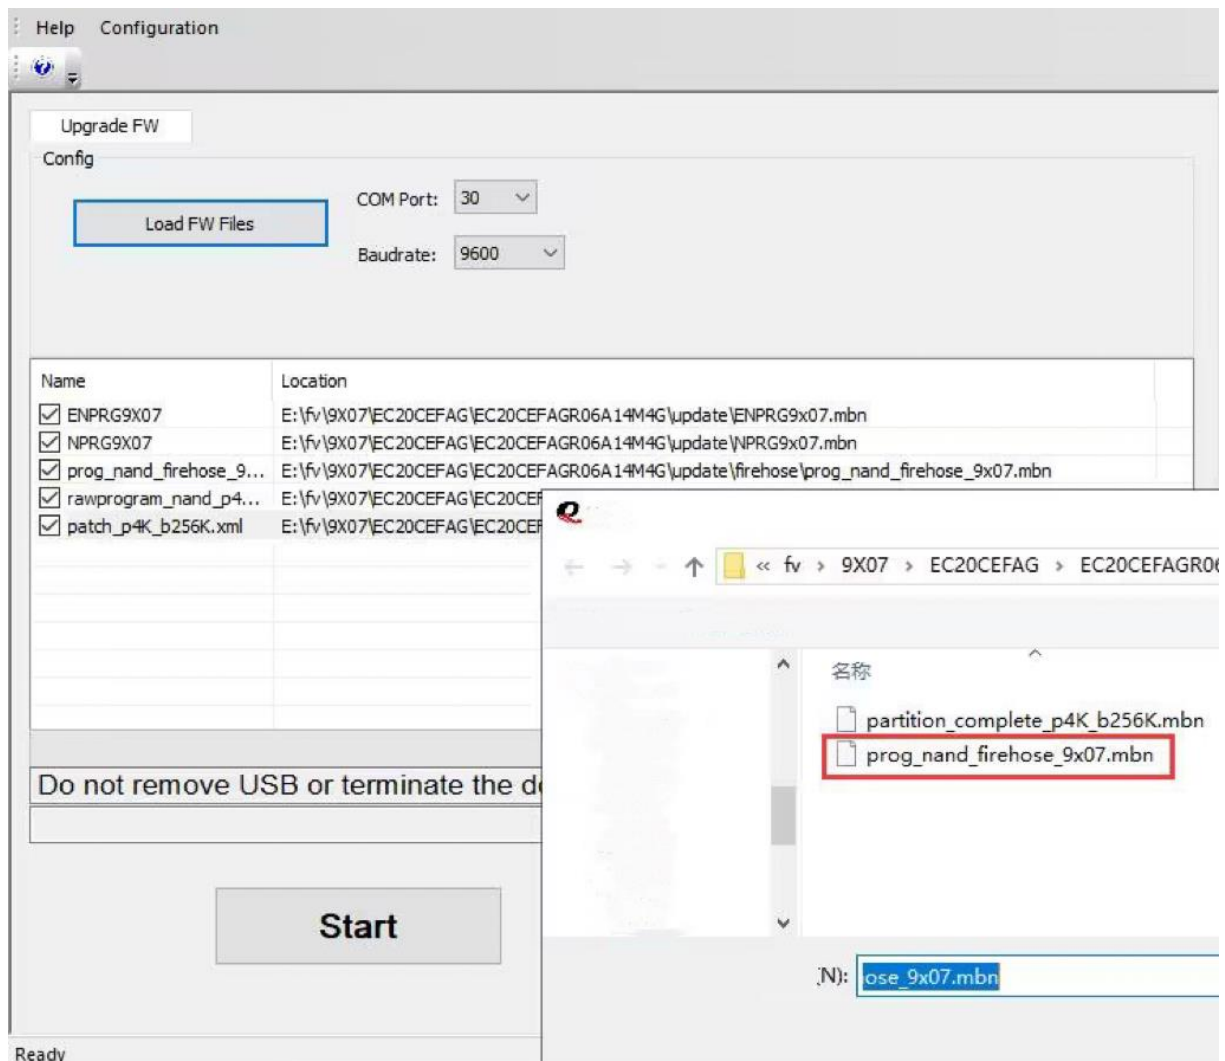 Help Configuration
Upgrade FW
Config
Load FW Files
COM Port: 30
Baudrate: 9600
Name Location
ENPRG9X07 E:\fv\9X07\EC20CEFAG\EC20CEFAGR06A14M4G\update\ENPRG9x07.mbn
NPRG9X07 E:\fv\9X07\EC20CEFAG\EC20CEFAGR06A14M4G\update\NPRG9x07.mbn
prog_nand_firehose_9... E:\fv\9X07\EC20CEFAG\EC20CEFAGR06A14M4G\update\firehose\prog_nand_firehose_9x07.mbn
rawprogram_nand_p4... E:\fv\9X07\EC20CEFAG\EC20CEF
patch_p4K_b256K.xml E:\fv\9X07\EC20CEFAG\EC20CEF
« fv › 9X07 › EC20CEFAG › EC20CEFAGR06
名称
partition_complete_p4K_b256K.mbn
prog_nand_firehose_9x07.mbn
Do not remove USB or terminate the d
Start
N): ose_9x07.mbn
Ready